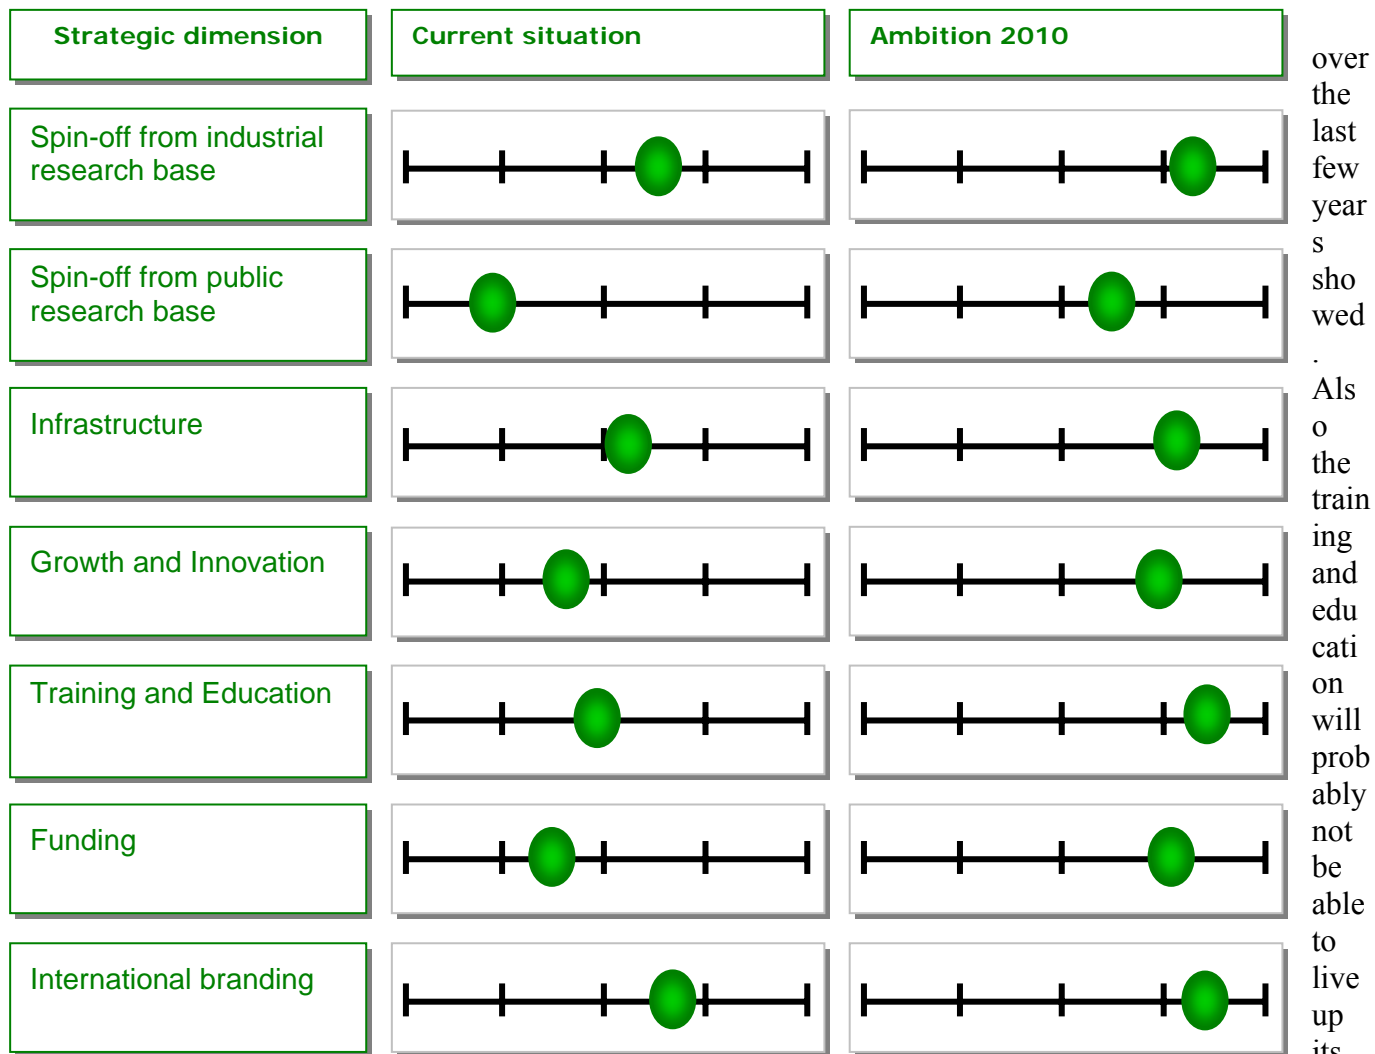 Strategic dimension
Current situation
Ambition 2010
Spin-off from industrial
research base
Spin-off from public
research base
Infrastructure
Growth and Innovation
Training and Education
Funding
International branding
over
the
last
few
year
s
sho
wed
.
Als
o
the
train
ing
and
edu
cati
on
will
prob
ably
not
be
able
to
live
up
its